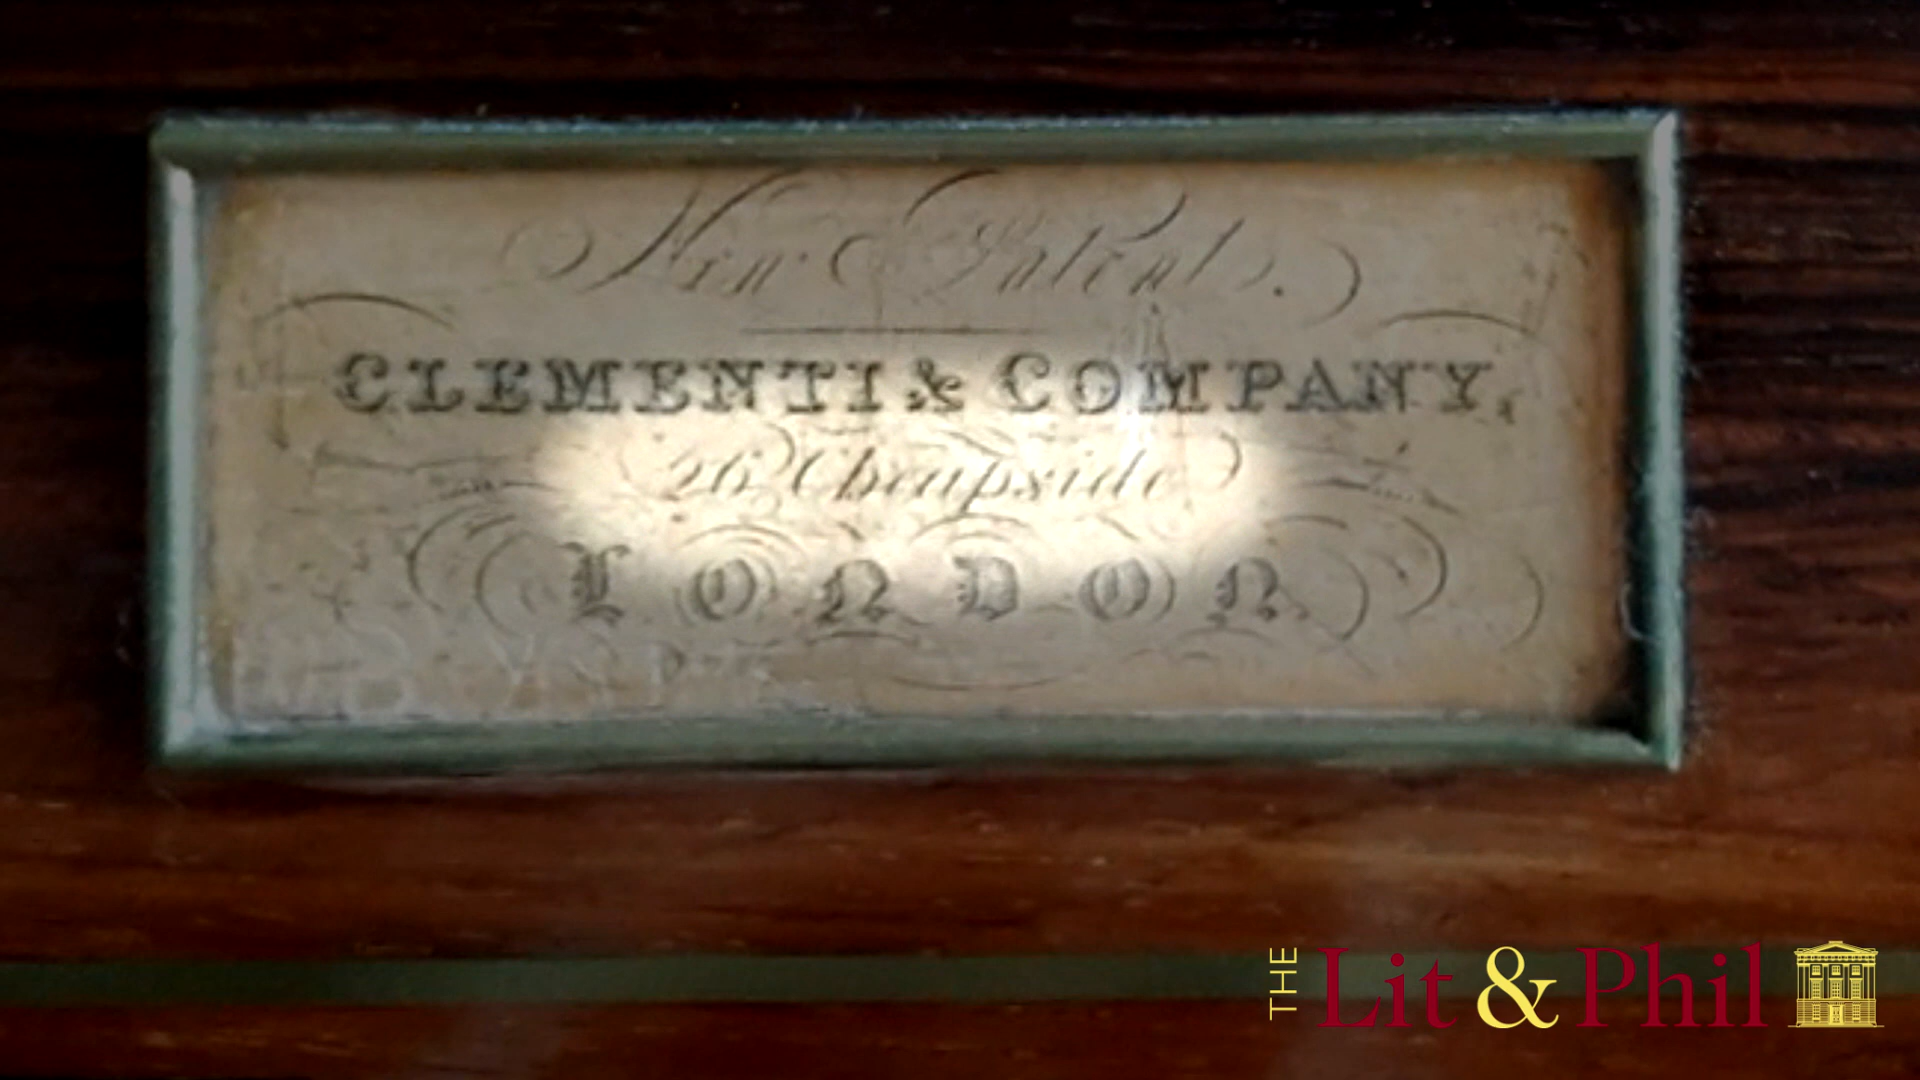 New Patent.
CLEMENTI & COMPANY,
26 Cheapside
LONDON.
THE Lit & Phil